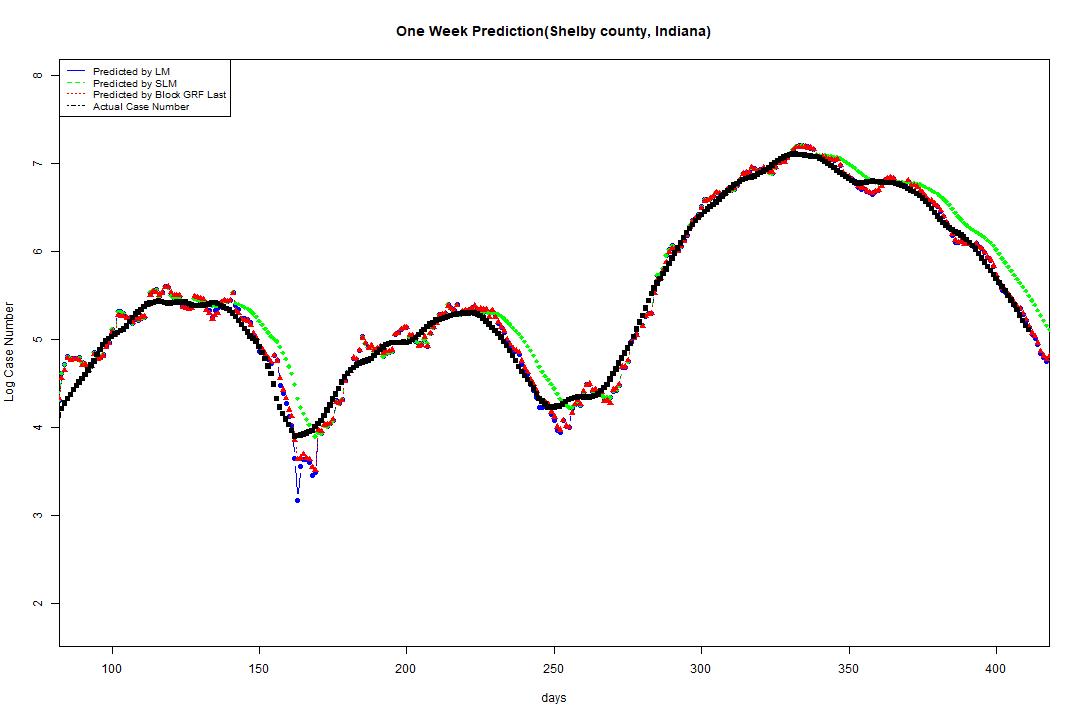 One Week Prediction(Shelby county, Indiana)
Predicted by LM
Predicted by SLM
Predicted by Block GRF Last
Actual Case Number
8
7
6
5
4
3
2
Log Case Number
100 150 200 250 300 350 400
days